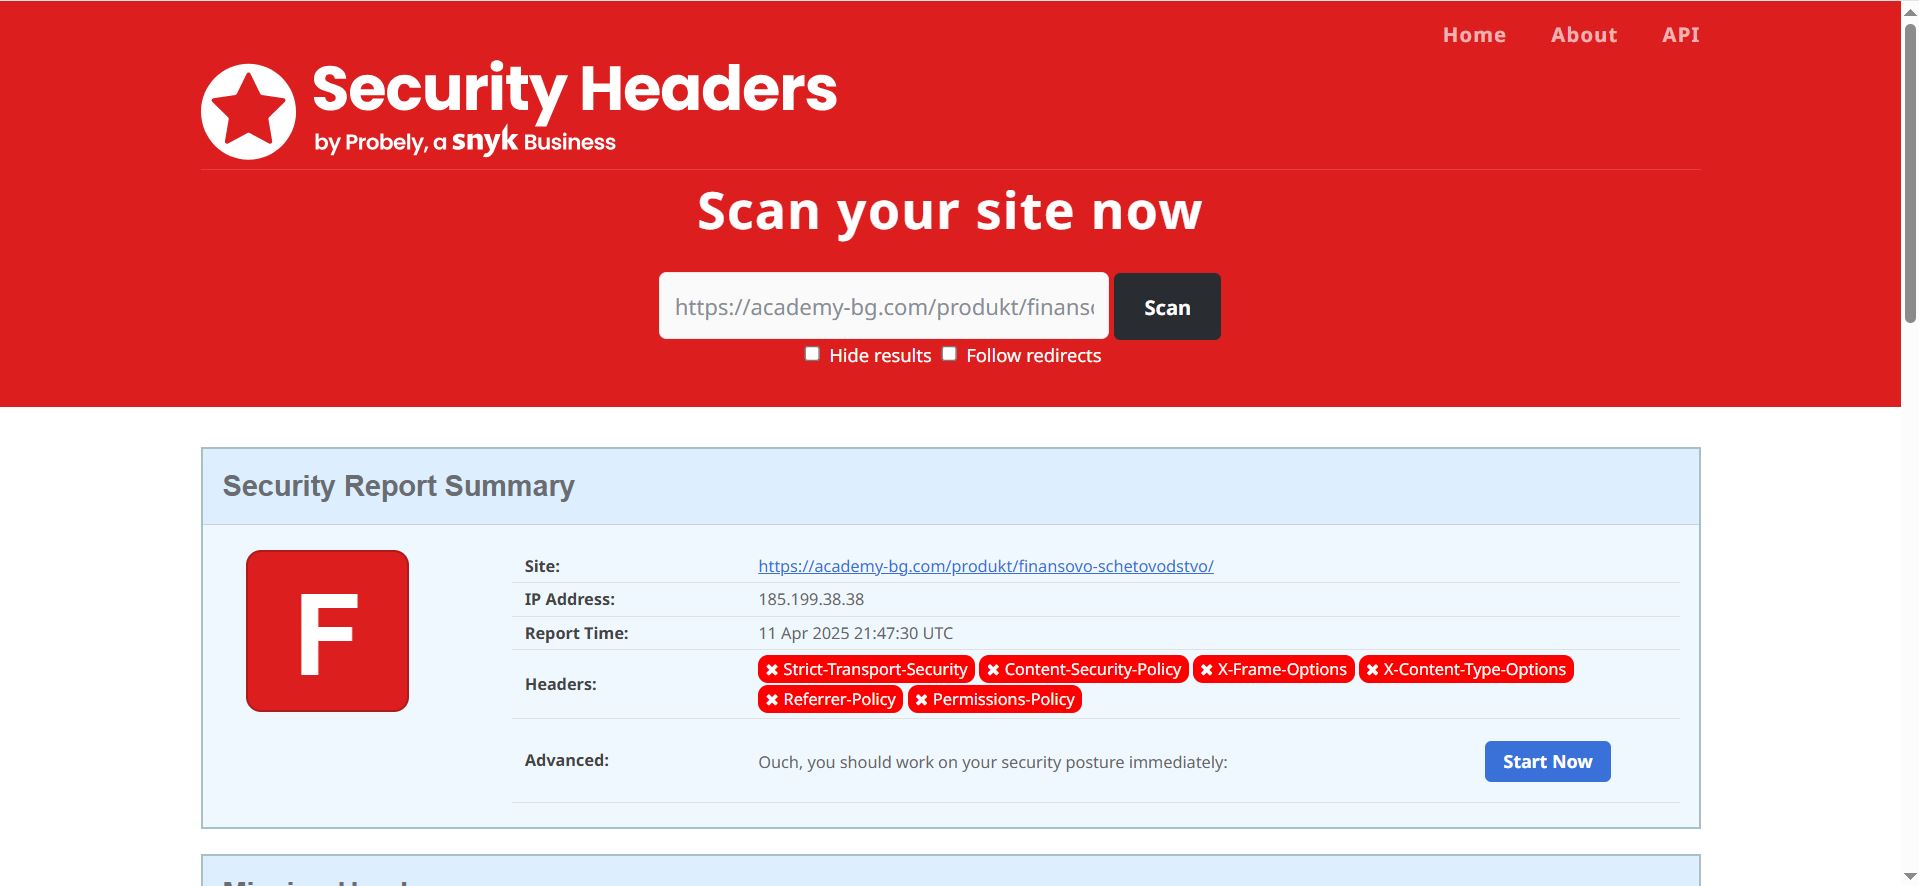 Home About API
Security Headers
by Probely, a snyk Business
Scan your site now
https://academy-bg.com/produkt/finanso Scan
Hide results Follow redirects
Security Report Summary
F
Site: https://academy-bg.com/produkt/finansovo-schetovodstvo/
IP Address: 185.199.38.38
Report Time: 11 Apr 2025 21:47:30 UTC
Headers: ✖ Strict-Transport-Security ✖ Content-Security-Policy ✖ X-Frame-Options ✖ X-Content-Type-Options
✖ Referrer-Policy ✖ Permissions-Policy
Advanced: Ouch, you should work on your security posture immediately: Start Now